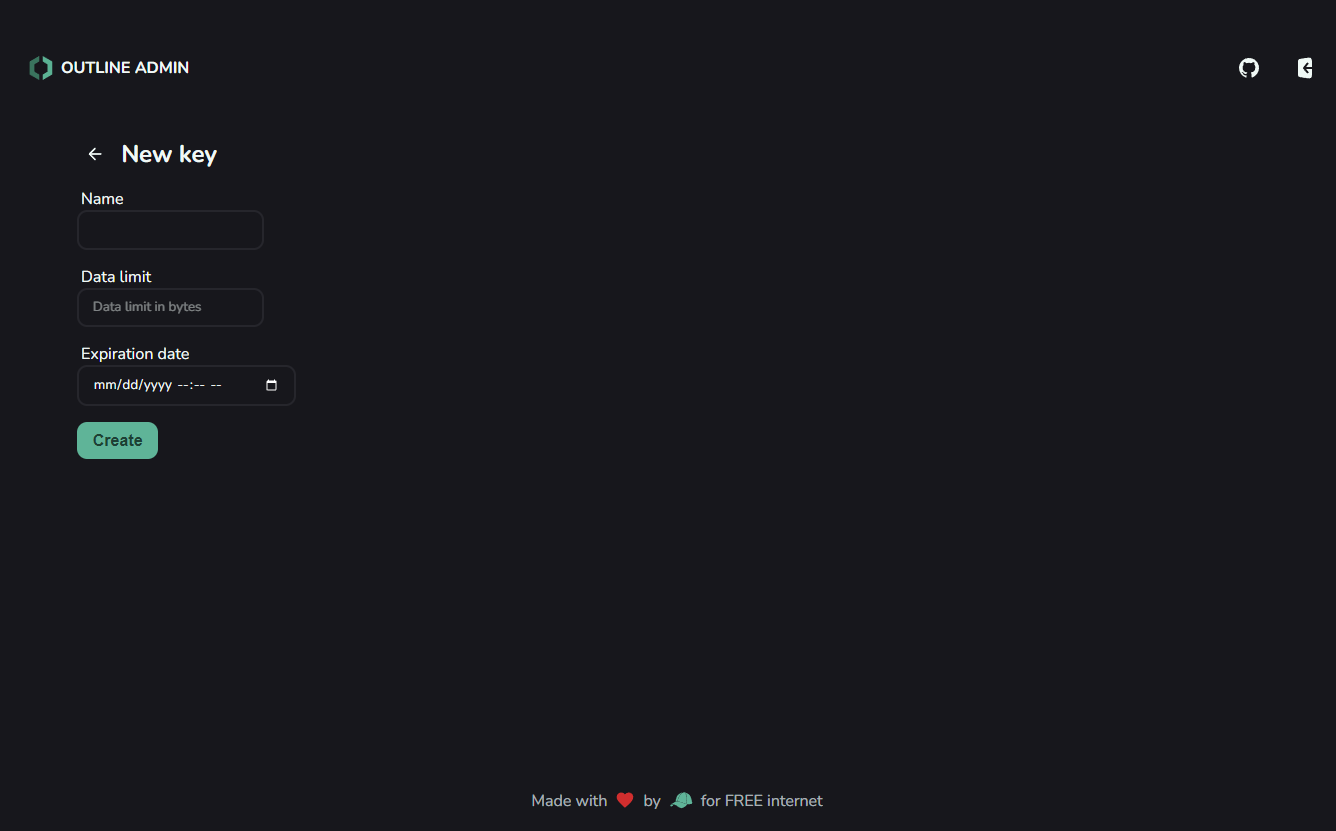 OUTLINE ADMIN
New key
Name
Data limit
Data limit in bytes
Expiration date
mm/dd/yyyy --:-- --
Create
Made with by for FREE internet